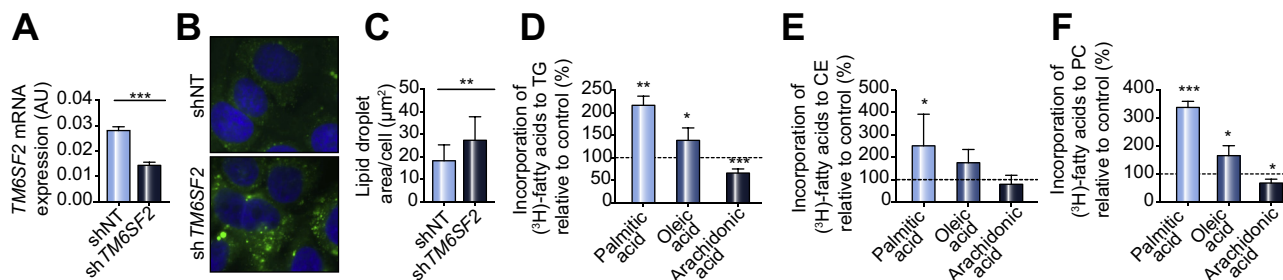 A
TM6SF2 mRNA
expression (AU)
0.04
0.03
0.02
0.01
0.00
***
shNT
shTM6SF2
B
shNT
shTM6SF2
C
Lipid droplet
area/cell (µm²)
50
40
30
20
10
0
**
shNT
shTM6SF2
D
Incorporation of
(³H)-fatty acids to TG
relative to control (%)
250
200
150
100
50
0
**
*
***
Palmitic
acid
Oleic
acid
Arachidonic
acid
E
Incorporation of
(³H)-fatty acids to CE
relative to control (%)
500
400
300
200
100
0
*
Palmitic
acid
Oleic
acid
Arachidonic
acid
F
Incorporation of
(³H)-fatty acids to PC
relative to control (%)
400
300
200
100
0
***
*
*
Palmitic
acid
Oleic
acid
Arachidonic
acid